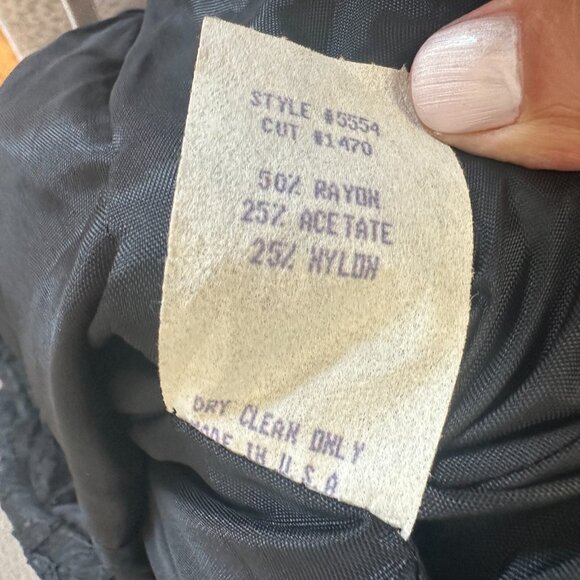 STYLE #5554
CUT #1470
50% RAYON
25% ACETATE
25% NYLON
DRY CLEAN ONLY
MADE IN U.S.A